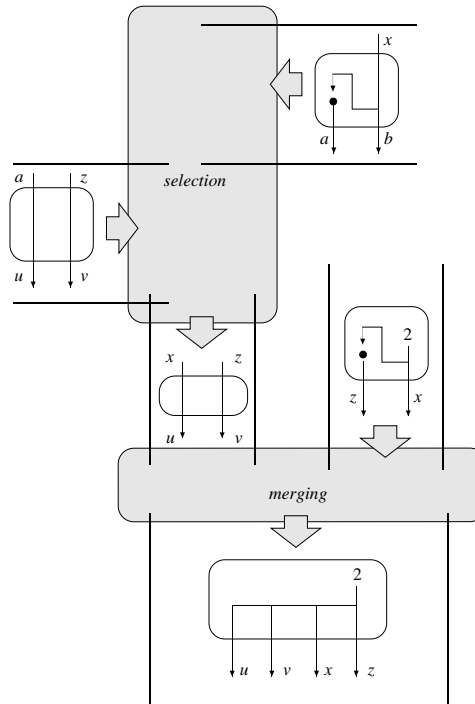 x
a b
selection
a z
u v
x z
2
z x
u v
merging
2
u v x z